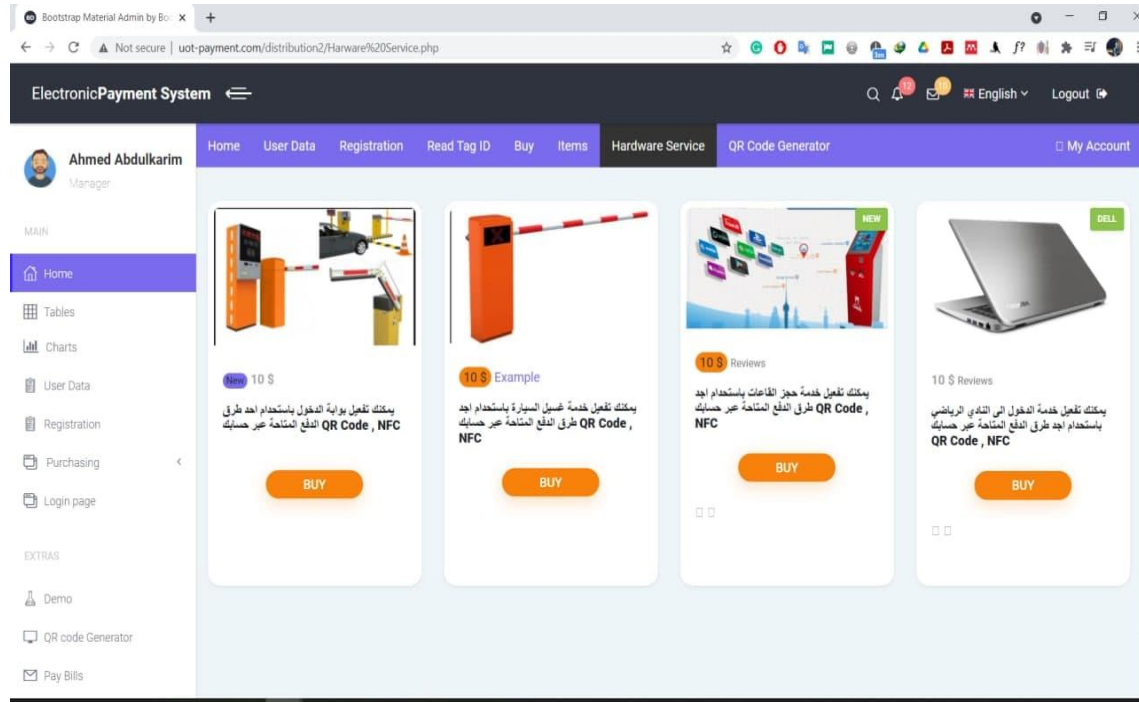 Bootstrap Material Admin by Bo
Not secure | uot-payment.com/distribution2/Harware%20Service.php
ElectronicPayment System
12
10
English
Logout
Ahmed Abdulkarim
Manager
MAIN
Home
Tables
Charts
User Data
Registration
Purchasing
Login page
EXTRAS
Demo
QR code Generator
Pay Bills
Home User Data Registration Read Tag ID Buy Items Hardware Service QR Code Generator My Account
New 10 $
يمكنك تفعيل بوابة الدخول باستخدام احد طرق
الدفع المتاحة عبر حسابك QR Code , NFC
BUY
10 $ Example
يمكنك تفعيل خدمة غسيل السيارة باستخدام اجد
طرق الدفع المتاحة عبر حسابك QR Code ,
NFC
BUY
NEW
10 $ Reviews
يمكنك تفعيل خدمة حجز القاعات باستخدام اجد
طرق الدفع المتاحة عبر حسابك QR Code ,
NFC
BUY
DELL
10 $ Reviews
يمكنك تفعيل خدمة الدخول الى النادي الرياضي
باستخدام اجد طرق الدفع المتاحة عبر حسابك
QR Code , NFC
BUY